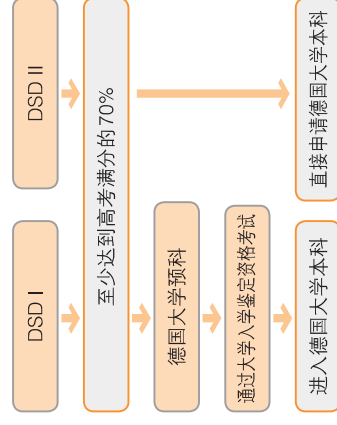 DSD I
DSD II
至少达到高考满分的70%
德国大学预科
通过大学入学鉴定资格考试
进入德国大学本科
直接申请德国大学本科